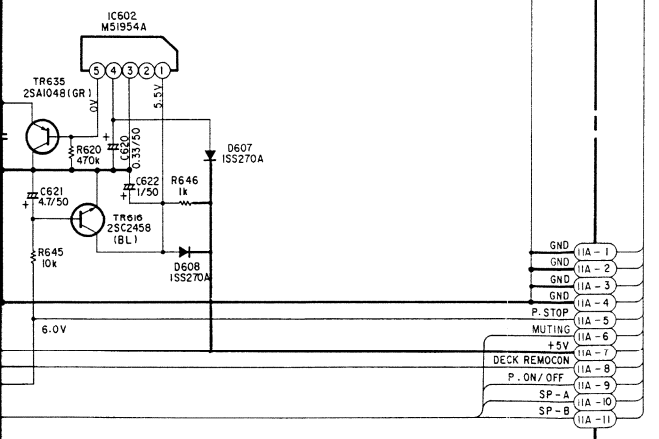 IC602
M51954A
5 4 3 2 1
TR635
2SA1048(GR)
0V
5.5V
+
C620
0.33/50
R620
470k
D607
1SS270A
C621
4.7/50
+
+
C622
1/50
R646
1k
TR616
2SC2458
(BL)
R645
10k
D608
1SS270A
6.0V
GND 11A-1
GND 11A-2
GND 11A-3
GND 11A-4
P.STOP 11A-5
MUTING 11A-6
+5V 11A-7
DECK REMOCON 11A-8
P.ON/OFF 11A-9
SP-A 11A-10
SP-B 11A-11